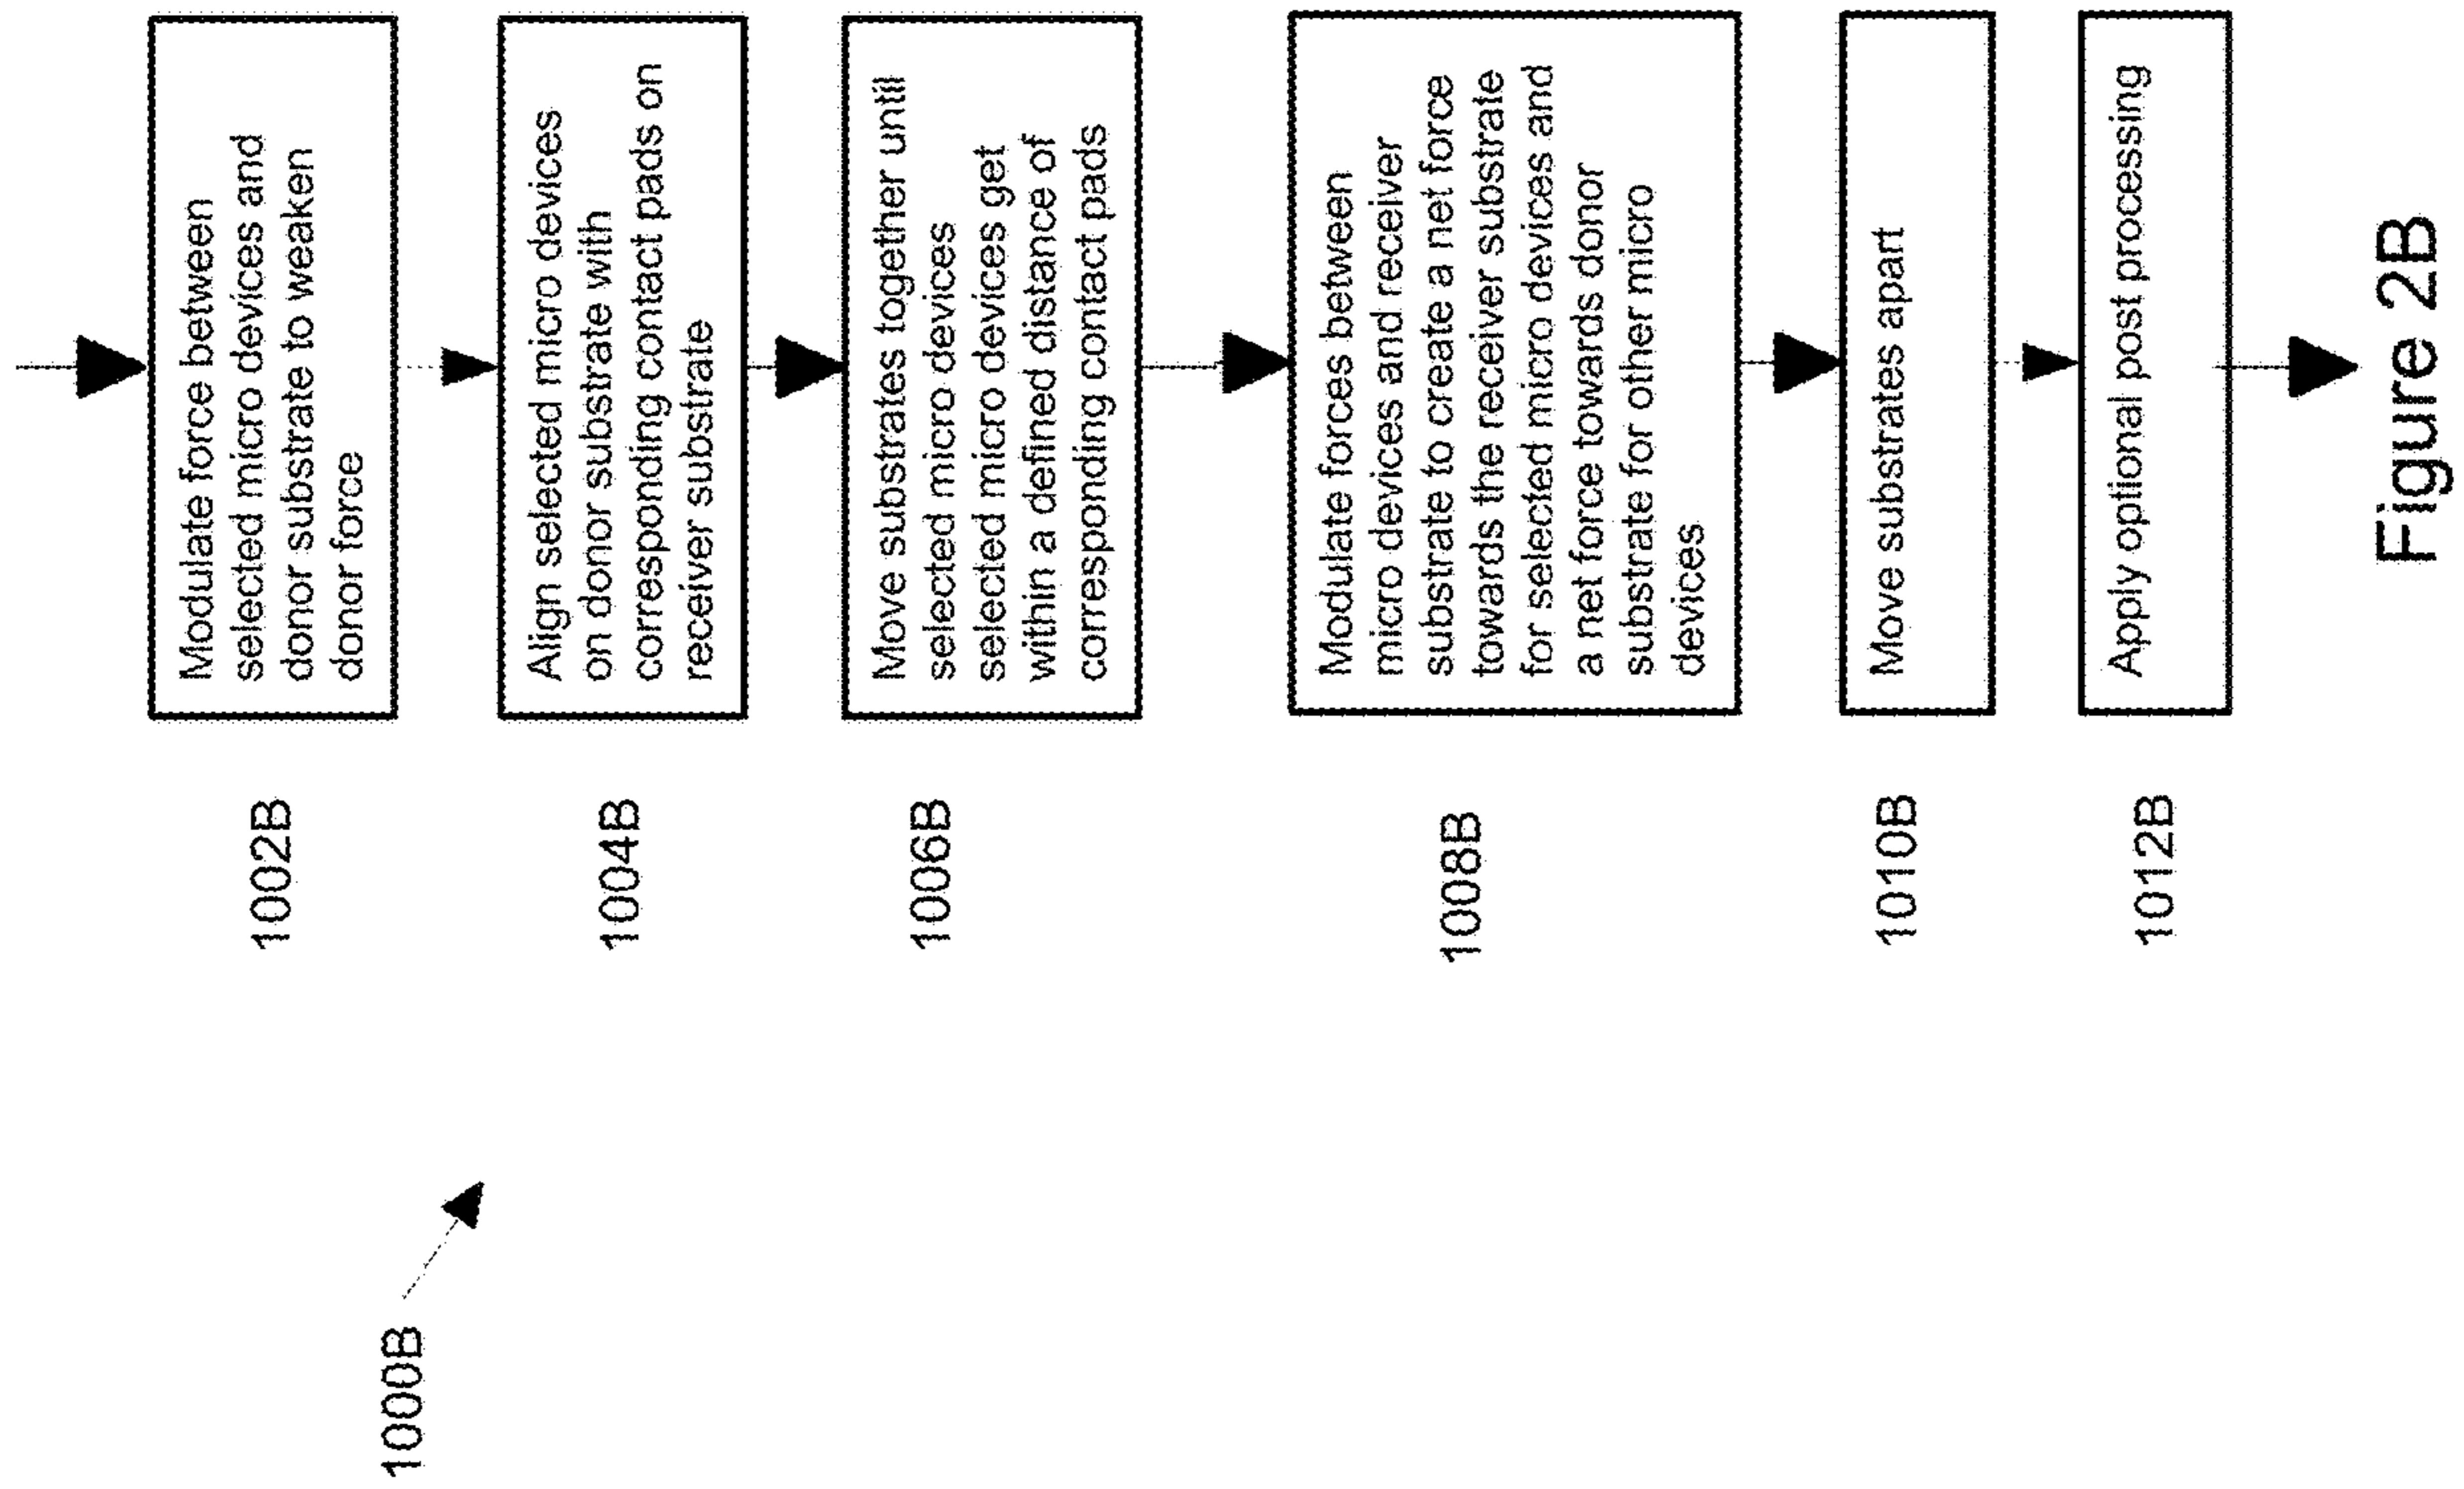 1000B
1002B
Modulate force between
selected micro devices and
donor substrate to weaken
donor force
1004B
Align selected micro devices
on donor substrate with
corresponding contact pads on
receiver substrate
1006B
Move substrates together until
selected micro devices
selected micro devices get
within a defined distance of
corresponding contact pads
1008B
Modulate forces between
micro devices and receiver
substrate to create a net force
towards the receiver substrate
for selected micro devices and
a net force towards donor
substrate for other micro
devices
1010B
Move substrates apart
1012B
Apply optional post processing
Figure 2B